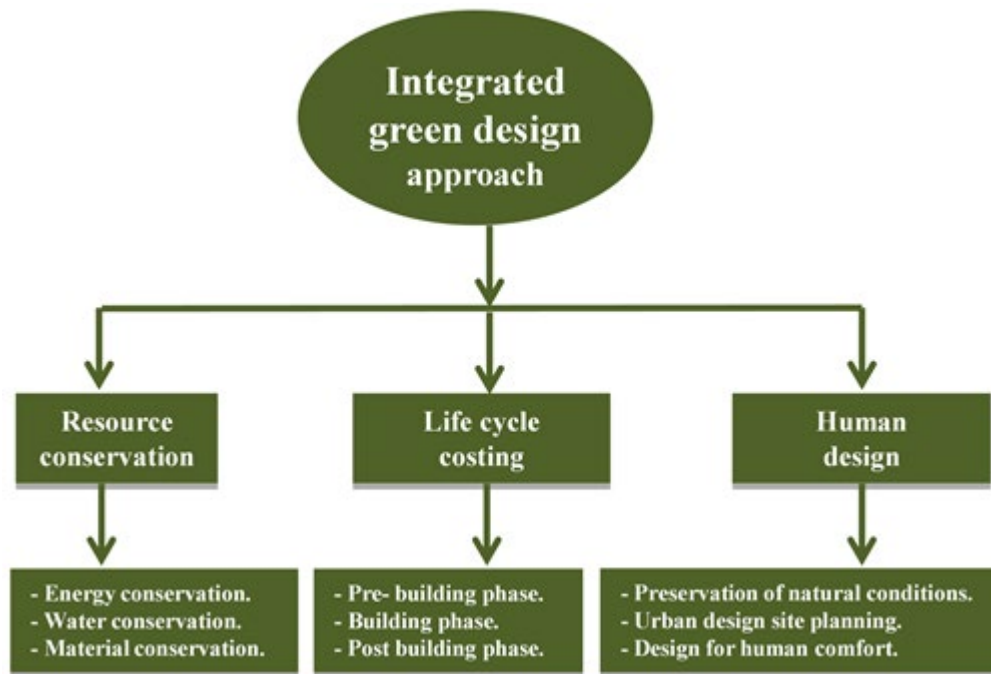 Integrated
green design
approach
Resource
conservation
Life cycle
costing
Human
design
- Energy conservation.
- Water conservation.
- Material conservation.
- Pre- building phase.
- Building phase.
- Post building phase.
- Preservation of natural conditions.
- Urban design site planning.
- Design for human comfort.